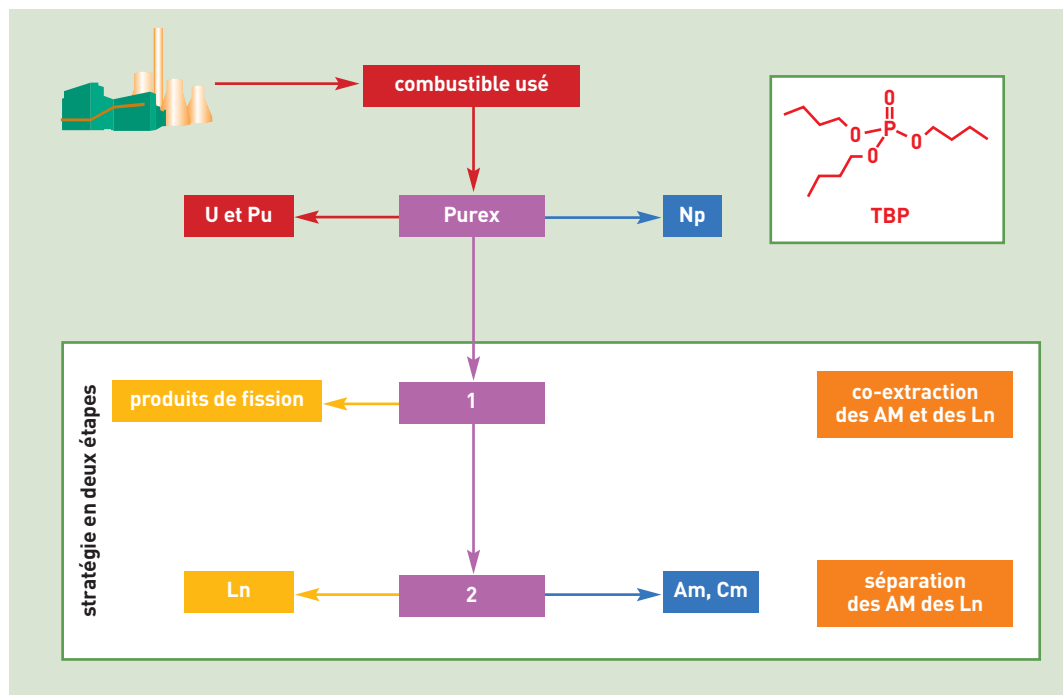 combustible usé
U et Pu
Purex
Np
O
P
O
O
O
TBP
stratégie en deux étapes
produits de fission
1
co-extraction
des AM et des Ln
Ln
2
Am, Cm
séparation
des AM des Ln